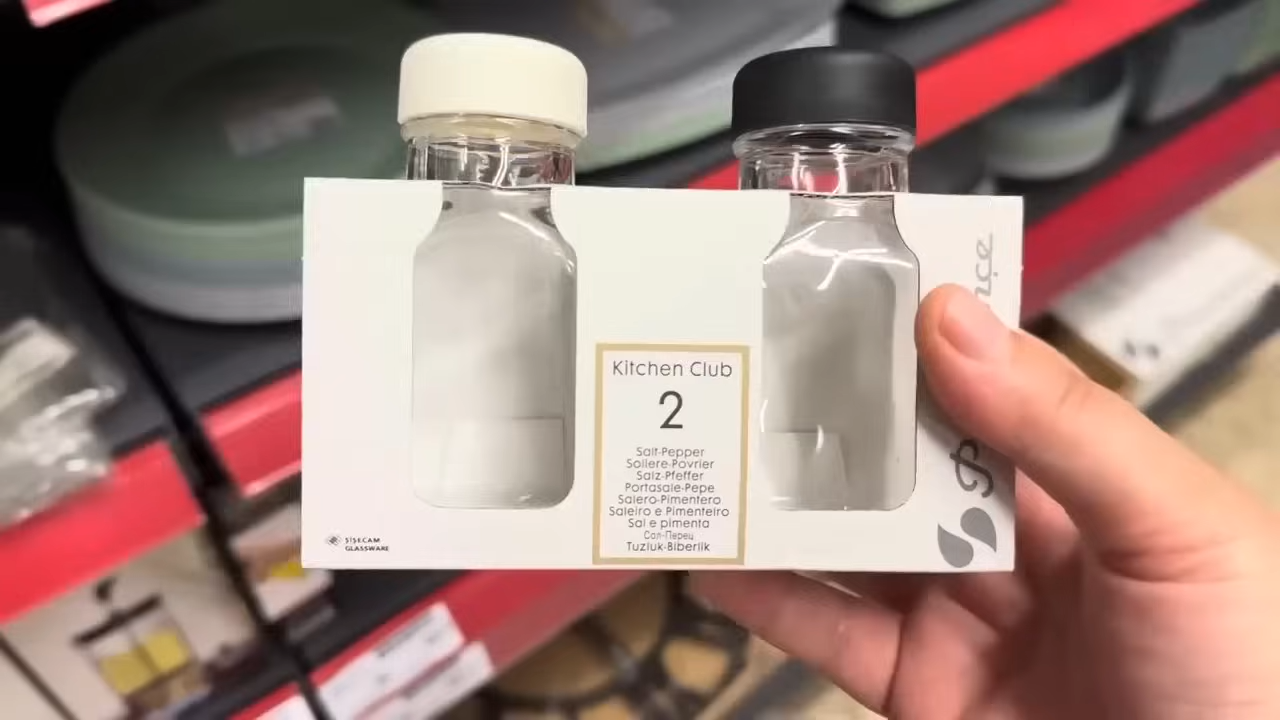 Kitchen Club
2
Salt-Pepper
Soliere-Povrier
Salz-Pfeffer
Portasale-Pepe
Salero-Pimentero
Saleiro e Pimenteiro
Sal e pimenta
Сол-Перец
Tuzluk-Biberlik
ŞİŞECAM
GLASSWARE